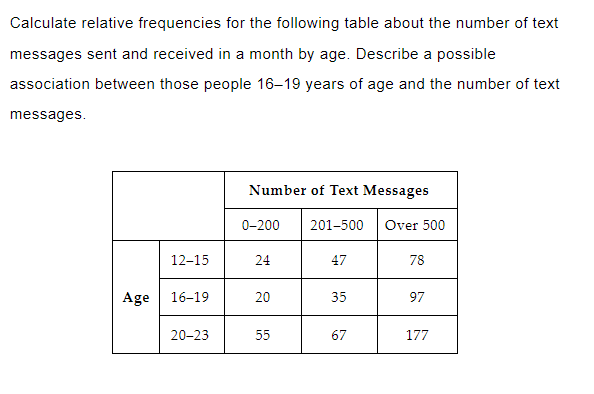 Calculate relative frequencies for the following table about the number of text
messages sent and received in a month by age. Describe a possible
association between those people 16–19 years of age and the number of text
messages.
Number of Text Messages
0–200 201–500 Over 500
12–15 24 47 78
Age 16–19 20 35 97
20–23 55 67 177